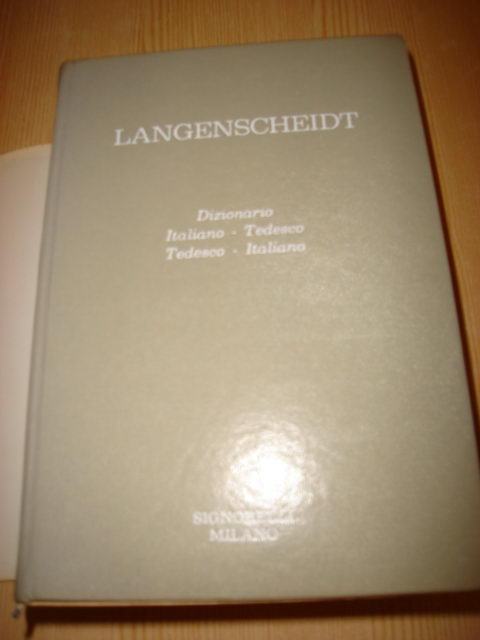 LANGENSCHEIDT
Dizionario
Italiano - Tedesco
Tedesco - Italiano
SIGNORELLI
MILANO